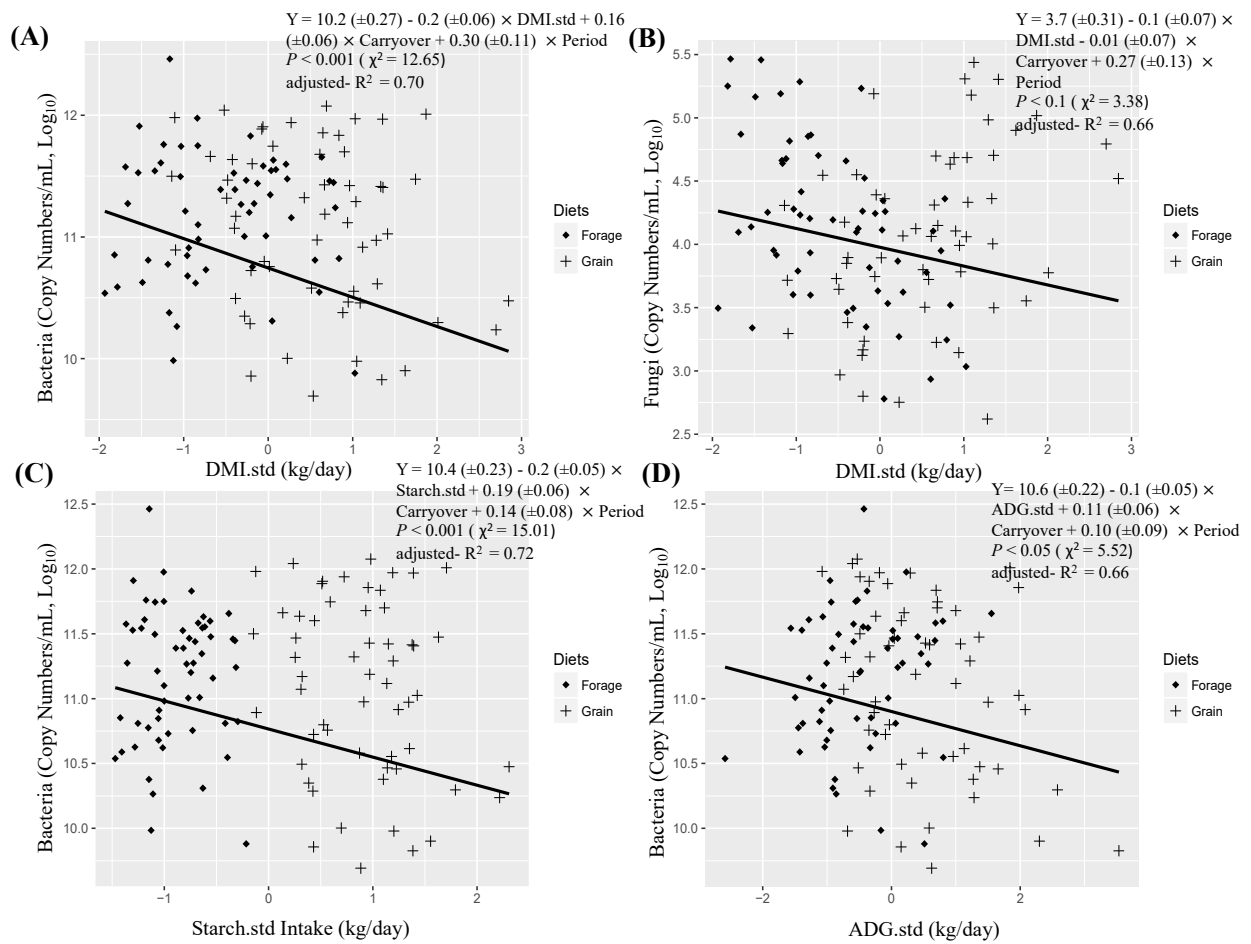 (A)
Y = 10.2 (±0.27) - 0.2 (±0.06) × DMI.std + 0.16
(±0.06) × Carryover + 0.30 (±0.11) × Period
P < 0.001 ( χ² = 12.65)
adjusted- R² = 0.70
Bacteria (Copy Numbers/mL, Log₁₀)
12
11
10
−2 −1 0 1 2 3
DMI.std (kg/day)
Diets
Forage
Grain
(B)
Y = 3.7 (±0.31) - 0.1 (±0.07) ×
DMI.std - 0.01 (±0.07) ×
Carryover + 0.27 (±0.13) ×
Period
P < 0.1 ( χ² = 3.38)
adjusted- R² = 0.66
Fungi (Copy Numbers/mL, Log₁₀)
5.5
5.0
4.5
4.0
3.5
3.0
2.5
−2 −1 0 1 2 3
DMI.std (kg/day)
Diets
Forage
Grain
(C)
Y = 10.4 (±0.23) - 0.2 (±0.05) ×
Starch.std + 0.19 (±0.06) ×
Carryover + 0.14 (±0.08) × Period
P < 0.001 ( χ² = 15.01)
adjusted- R² = 0.72
Bacteria (Copy Numbers/mL, Log₁₀)
12.5
12.0
11.5
11.0
10.5
10.0
−1 0 1 2
Starch.std Intake (kg/day)
Diets
Forage
Grain
(D)
Y= 10.6 (±0.22) - 0.1 (±0.05) ×
ADG.std + 0.11 (±0.06) ×
Carryover + 0.10 (±0.09) × Period
P < 0.05 ( χ² = 5.52)
adjusted- R² = 0.66
Bacteria (Copy Numbers/mL, Log₁₀)
12.5
12.0
11.5
11.0
10.5
10.0
−2 0 2
ADG.std (kg/day)
Diets
Forage
Grain